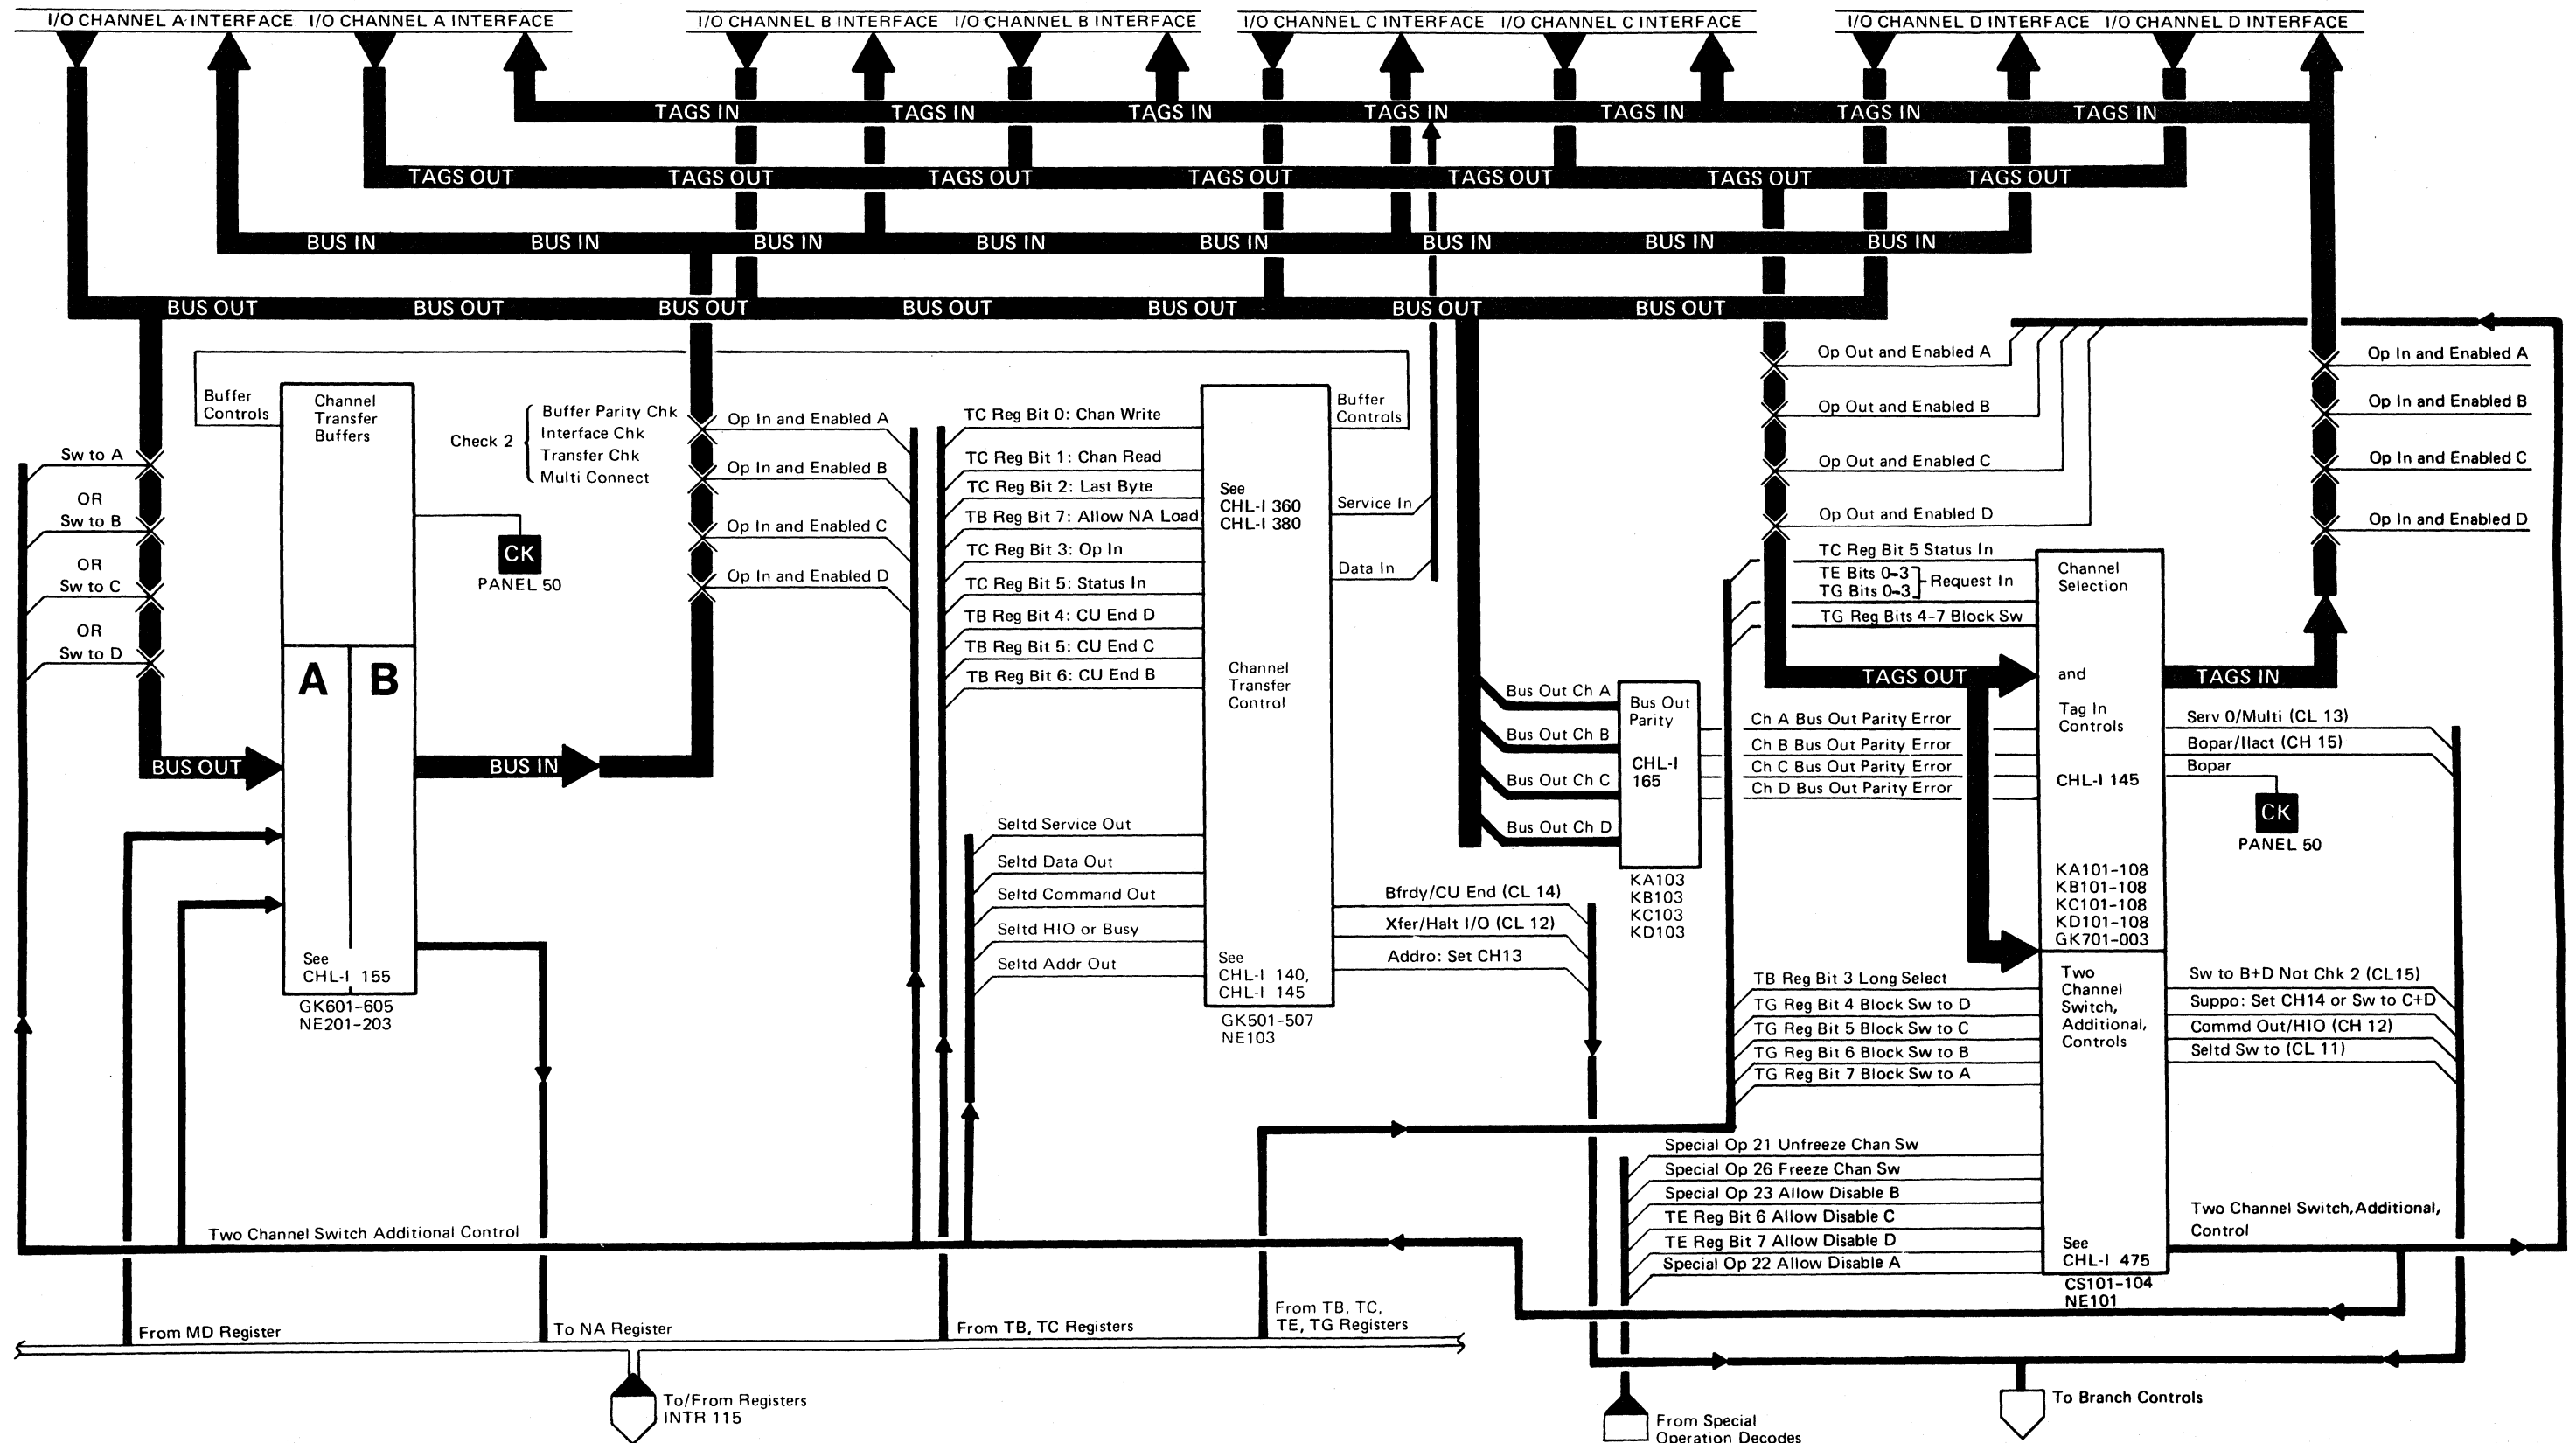 I/O CHANNEL A INTERFACE I/O CHANNEL A INTERFACE I/O CHANNEL B INTERFACE I/O CHANNEL B INTERFACE I/O CHANNEL C INTERFACE I/O CHANNEL C INTERFACE I/O CHANNEL D INTERFACE I/O CHANNEL D INTERFACE
TAGS IN TAGS IN TAGS IN TAGS IN TAGS IN TAGS IN TAGS IN
TAGS OUT TAGS OUT TAGS OUT TAGS OUT TAGS OUT TAGS OUT TAGS OUT
BUS IN BUS IN BUS IN BUS IN BUS IN BUS IN BUS IN BUS IN
BUS OUT BUS OUT BUS OUT BUS OUT BUS OUT BUS OUT BUS OUT
Buffer
Controls
Sw to A
OR
Sw to B
OR
Sw to C
OR
Sw to D
BUS OUT
Channel
Transfer
Buffers
A B
See
CHL-I 155
GK601-605
NE201-203
Check 2
Buffer Parity Chk
Interface Chk
Transfer Chk
Multi Connect
CK
PANEL 50
BUS IN
Op In and Enabled A
Op In and Enabled B
Op In and Enabled C
Op In and Enabled D
TC Reg Bit 0: Chan Write
TC Reg Bit 1: Chan Read
TC Reg Bit 2: Last Byte
TB Reg Bit 7: Allow NA Load
TC Reg Bit 3: Op In
TC Reg Bit 5: Status In
TB Reg Bit 4: CU End D
TB Reg Bit 5: CU End C
TB Reg Bit 6: CU End B
Seltd Service Out
Seltd Data Out
Seltd Command Out
Seltd HIO or Busy
Seltd Addr Out
See
CHL-I 360
CHL-I 380
Channel
Transfer
Control
See
CHL-I 140,
CHL-I 145
GK501-507
NE103
Buffer
Controls
Service In
Data In
Bfrdy/CU End (CL 14)
Xfer/Halt I/O (CL 12)
Addro: Set CH13
Bus Out Ch A
Bus Out Ch B
Bus Out Ch C
Bus Out Ch D
Bus Out
Parity
CHL-I
165
KA103
KB103
KC103
KD103
Ch A Bus Out Parity Error
Ch B Bus Out Parity Error
Ch C Bus Out Parity Error
Ch D Bus Out Parity Error
Op Out and Enabled A
Op Out and Enabled B
Op Out and Enabled C
Op Out and Enabled D
TC Reg Bit 5 Status In
TE Bits 0-3
TG Bits 0-3
Request In
TG Reg Bits 4-7 Block Sw
TAGS OUT
Channel
Selection
and
Tag In
Controls
CHL-I 145
KA101-108
KB101-108
KC101-108
KD101-108
GK701-003
Op In and Enabled A
Op In and Enabled B
Op In and Enabled C
Op In and Enabled D
TAGS IN
Serv 0/Multi (CL 13)
Bopar/Ilact (CH 15)
Bopar
CK
PANEL 50
TB Reg Bit 3 Long Select
TG Reg Bit 4 Block Sw to D
TG Reg Bit 5 Block Sw to C
TG Reg Bit 6 Block Sw to B
TG Reg Bit 7 Block Sw to A
Special Op 21 Unfreeze Chan Sw
Special Op 26 Freeze Chan Sw
Special Op 23 Allow Disable B
TE Reg Bit 6 Allow Disable C
TE Reg Bit 7 Allow Disable D
Special Op 22 Allow Disable A
Two
Channel
Switch,
Additional,
Controls
See
CHL-I 475
CS101-104
NE101
Sw to B+D Not Chk 2 (CL15)
Suppo: Set CH14 or Sw to C+D
Commd Out/HIO (CH 12)
Seltd Sw to (CL 11)
Two Channel Switch,Additional,
Control
Two Channel Switch Additional Control
From MD Register
To NA Register
From TB, TC Registers
From TB, TC,
TE, TG Registers
To/From Registers
INTR 115
From Special
Operation Decodes
To Branch Controls